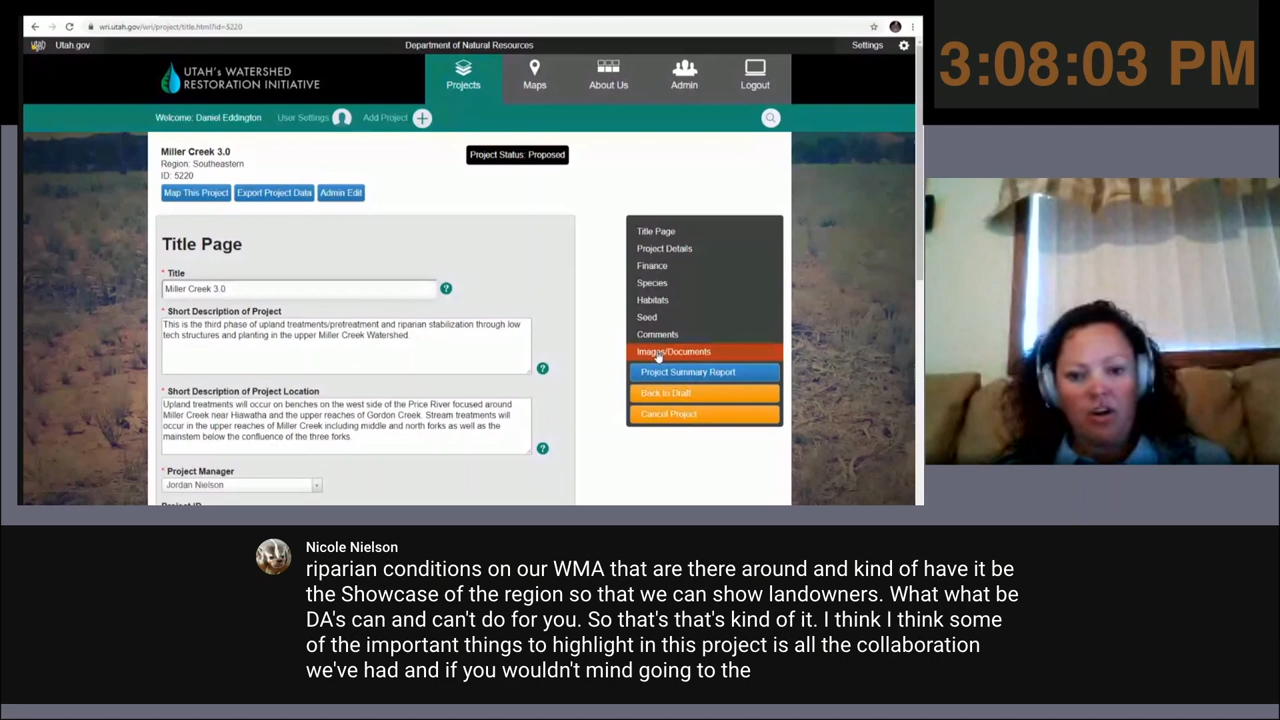 wri.utah.gov/wri/project/title.html?id=5220
Utah.gov
Department of Natural Resources
Settings
3:08:03 PM
UTAH's WATERSHED
RESTORATION INITIATIVE
Projects
Maps
About Us
Admin
Logout
Welcome: Daniel Eddington
User Settings
Add Project
Miller Creek 3.0
Region: Southeastern
ID: 5220
Project Status: Proposed
Map This Project
Export Project Data
Admin Edit
Title Page
* Title
Miller Creek 3.0
* Short Description of Project
This is the third phase of upland treatments/pretreatment and riparian stabilization through low
tech structures and planting in the upper Miller Creek Watershed.
* Short Description of Project Location
Upland treatments will occur on benches on the west side of the Price River focused around
Miller Creek near Hiawatha and the upper reaches of Gordon Creek. Stream treatments will
occur in the upper reaches of Miller Creek including middle and north forks as well as the
mainstem below the confluence of the three forks.
* Project Manager
Jordan Nielson
Project ID
Title Page
Project Details
Finance
Species
Habitats
Seed
Comments
Images/Documents
Project Summary Report
Back to Draft
Cancel Project
Nicole Nielson
riparian conditions on our WMA that are there around and kind of have it be
the Showcase of the region so that we can show landowners. What what be
DA's can and can't do for you. So that's that's kind of it. I think I think some
of the important things to highlight in this project is all the collaboration
we've had and if you wouldn't mind going to the